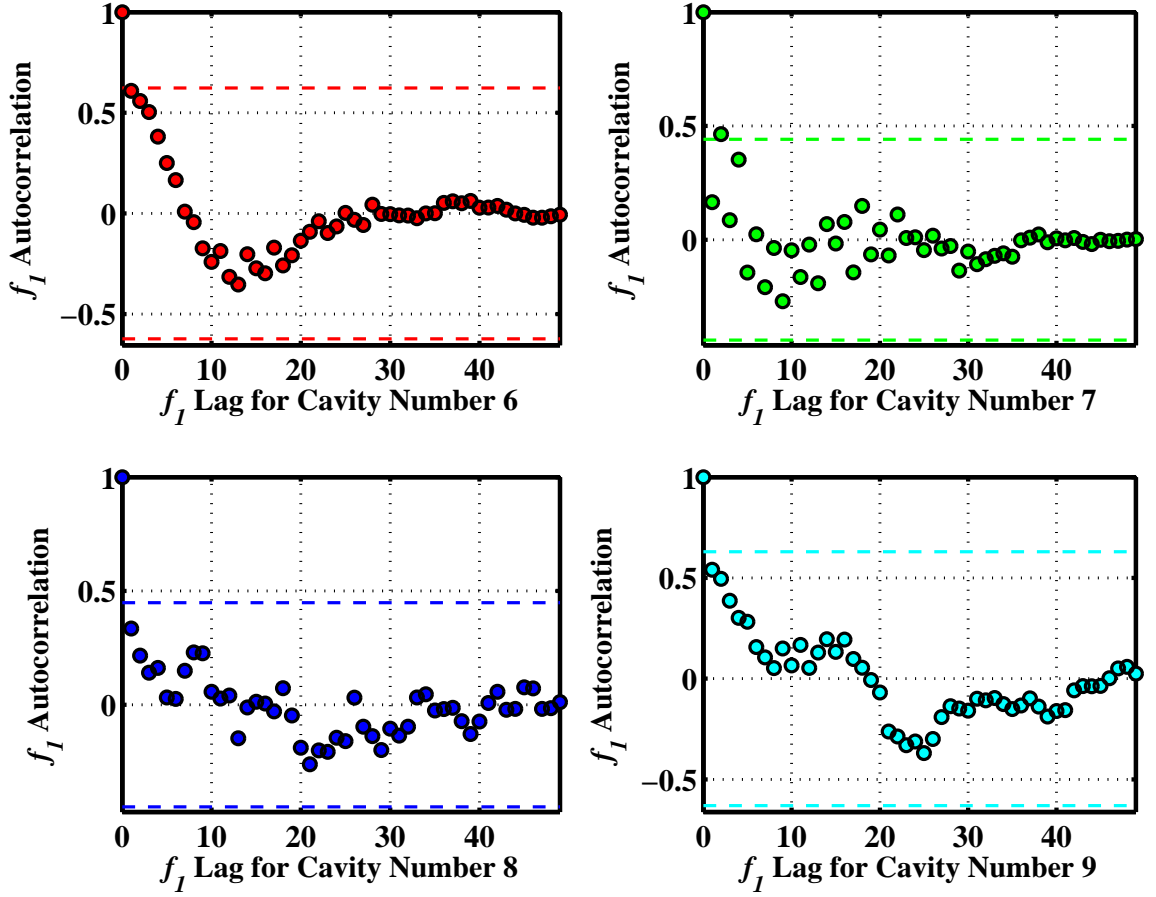 1
0.5
0
−0.5
f1 Autocorrelation
0 10 20 30 40
f1 Lag for Cavity Number 6
1
0.5
0
f1 Autocorrelation
0 10 20 30 40
f1 Lag for Cavity Number 7
1
0.5
0
f1 Autocorrelation
0 10 20 30 40
f1 Lag for Cavity Number 8
1
0.5
0
−0.5
f1 Autocorrelation
0 10 20 30 40
f1 Lag for Cavity Number 9